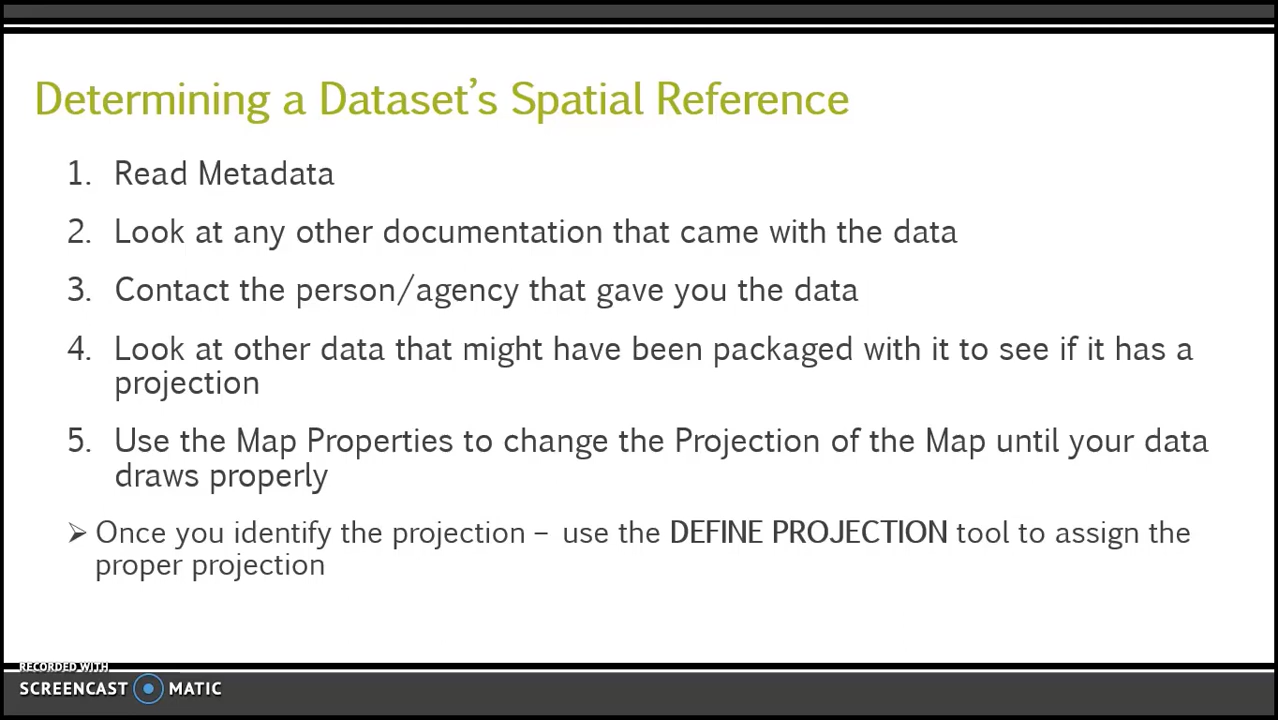 Determining a Dataset's Spatial Reference
1. Read Metadata
2. Look at any other documentation that came with the data
3. Contact the person/agency that gave you the data
4. Look at other data that might have been packaged with it to see if it has a
projection
5. Use the Map Properties to change the Projection of the Map until your data
draws properly
➢ Once you identify the projection – use the DEFINE PROJECTION tool to assign the
proper projection
RECORDED WITH
SCREENCAST MATIC